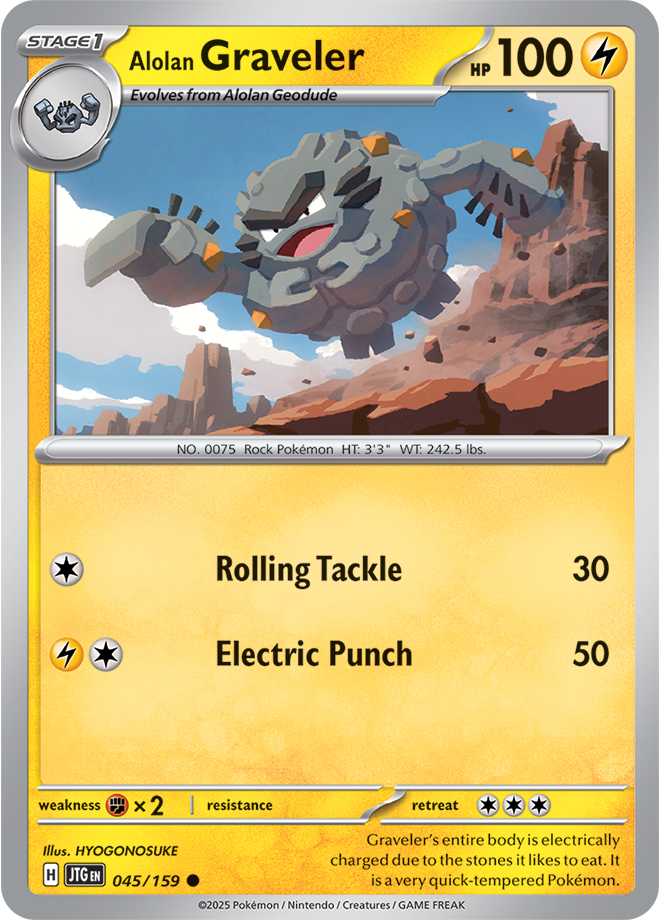 STAGE 1
Alolan Graveler
HP 100
Evolves from Alolan Geodude
NO. 0075 Rock Pokémon HT: 3'3" WT: 242.5 lbs.
Rolling Tackle 30
Electric Punch 50
weakness × 2 resistance retreat
Illus. HYOGONOSUKE
Graveler's entire body is electrically
charged due to the stones it likes to eat. It
is a very quick-tempered Pokémon.
H JTG EN 045/159
©2025 Pokémon / Nintendo / Creatures / GAME FREAK